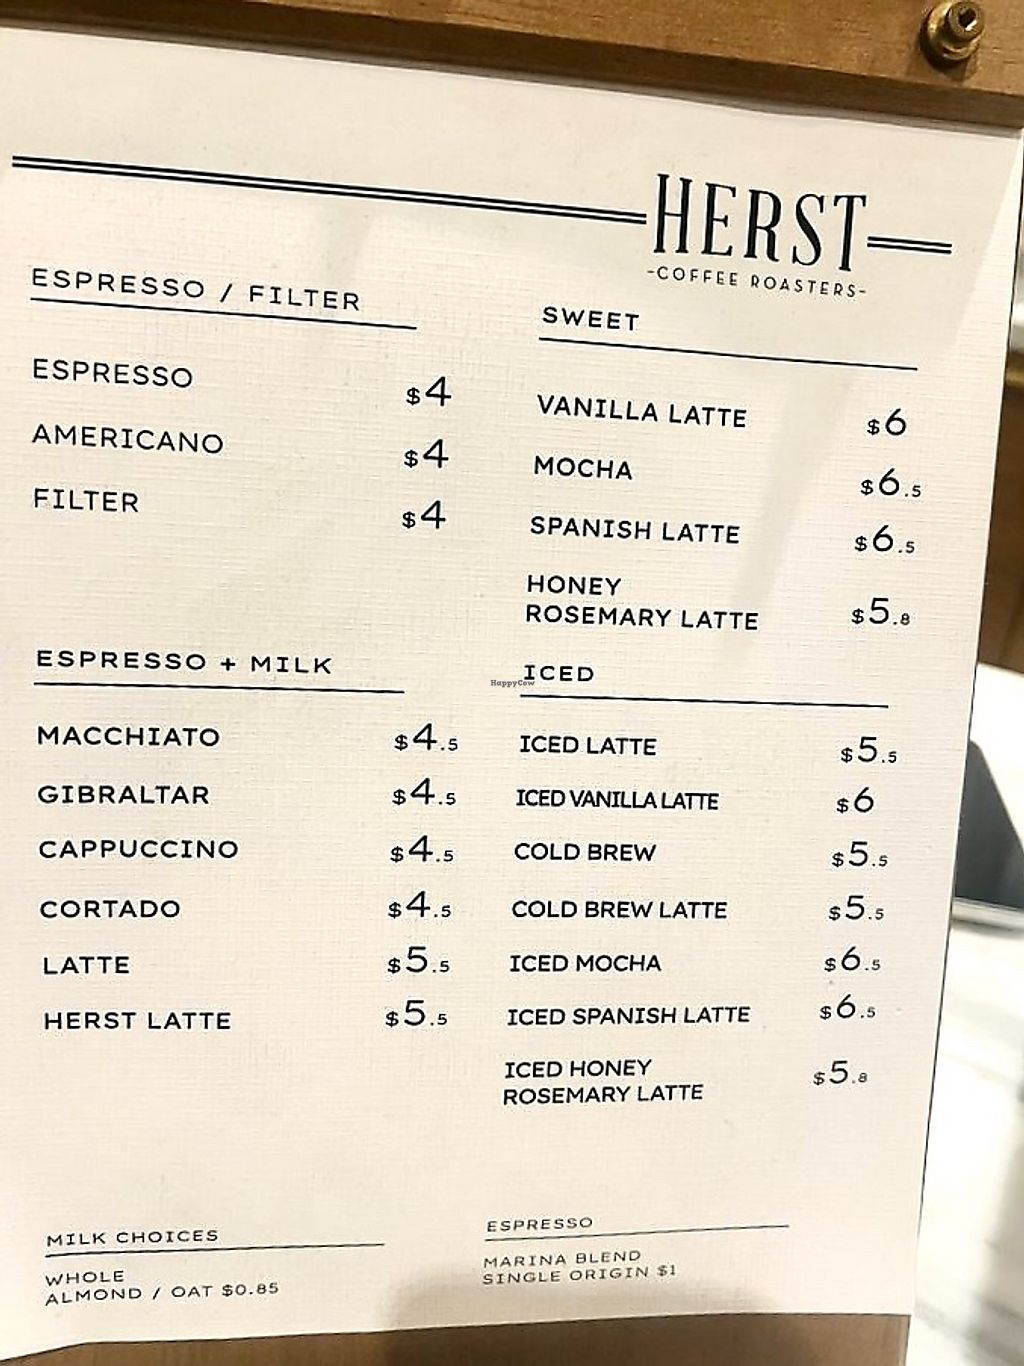 HERST
-COFFEE ROASTERS-
ESPRESSO / FILTER
ESPRESSO $4
AMERICANO $4
FILTER $4
ESPRESSO + MILK
MACCHIATO $4.5
GIBRALTAR $4.5
CAPPUCCINO $4.5
CORTADO $4.5
LATTE $5.5
HERST LATTE $5.5
SWEET
VANILLA LATTE $6
MOCHA $6.5
SPANISH LATTE $6.5
HONEY
ROSEMARY LATTE $5.8
HappyCow
ICED
ICED LATTE $5.5
ICED VANILLA LATTE $6
COLD BREW $5.5
COLD BREW LATTE $5.5
ICED MOCHA $6.5
ICED SPANISH LATTE $6.5
ICED HONEY
ROSEMARY LATTE $5.8
MILK CHOICES
WHOLE
ALMOND / OAT $0.85
ESPRESSO
MARINA BLEND
SINGLE ORIGIN $1